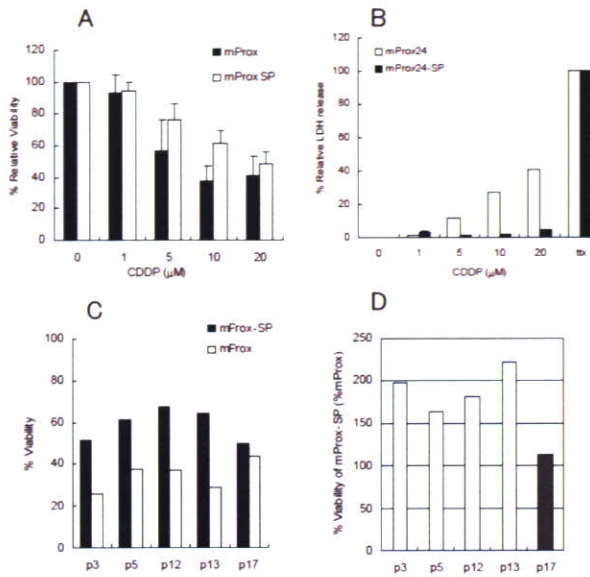 A
% Relative Viability
120
100
80
60
40
20
0
mProx
mProx SP
0 1 5 10 20
CDDP (μM)
B
% Relative LDH release
120
100
80
60
40
20
0
mProx24
mProx24-SP
0 1 5 10 20 tbx
CDDP (μM)
C
% Viability
100
80
60
40
20
0
mProx-SP
mProx
p3 p5 p12 p13 p17
D
% Viability of mProx-SP (%mProx)
250
200
150
100
50
0
p3 p5 p12 p13 p17